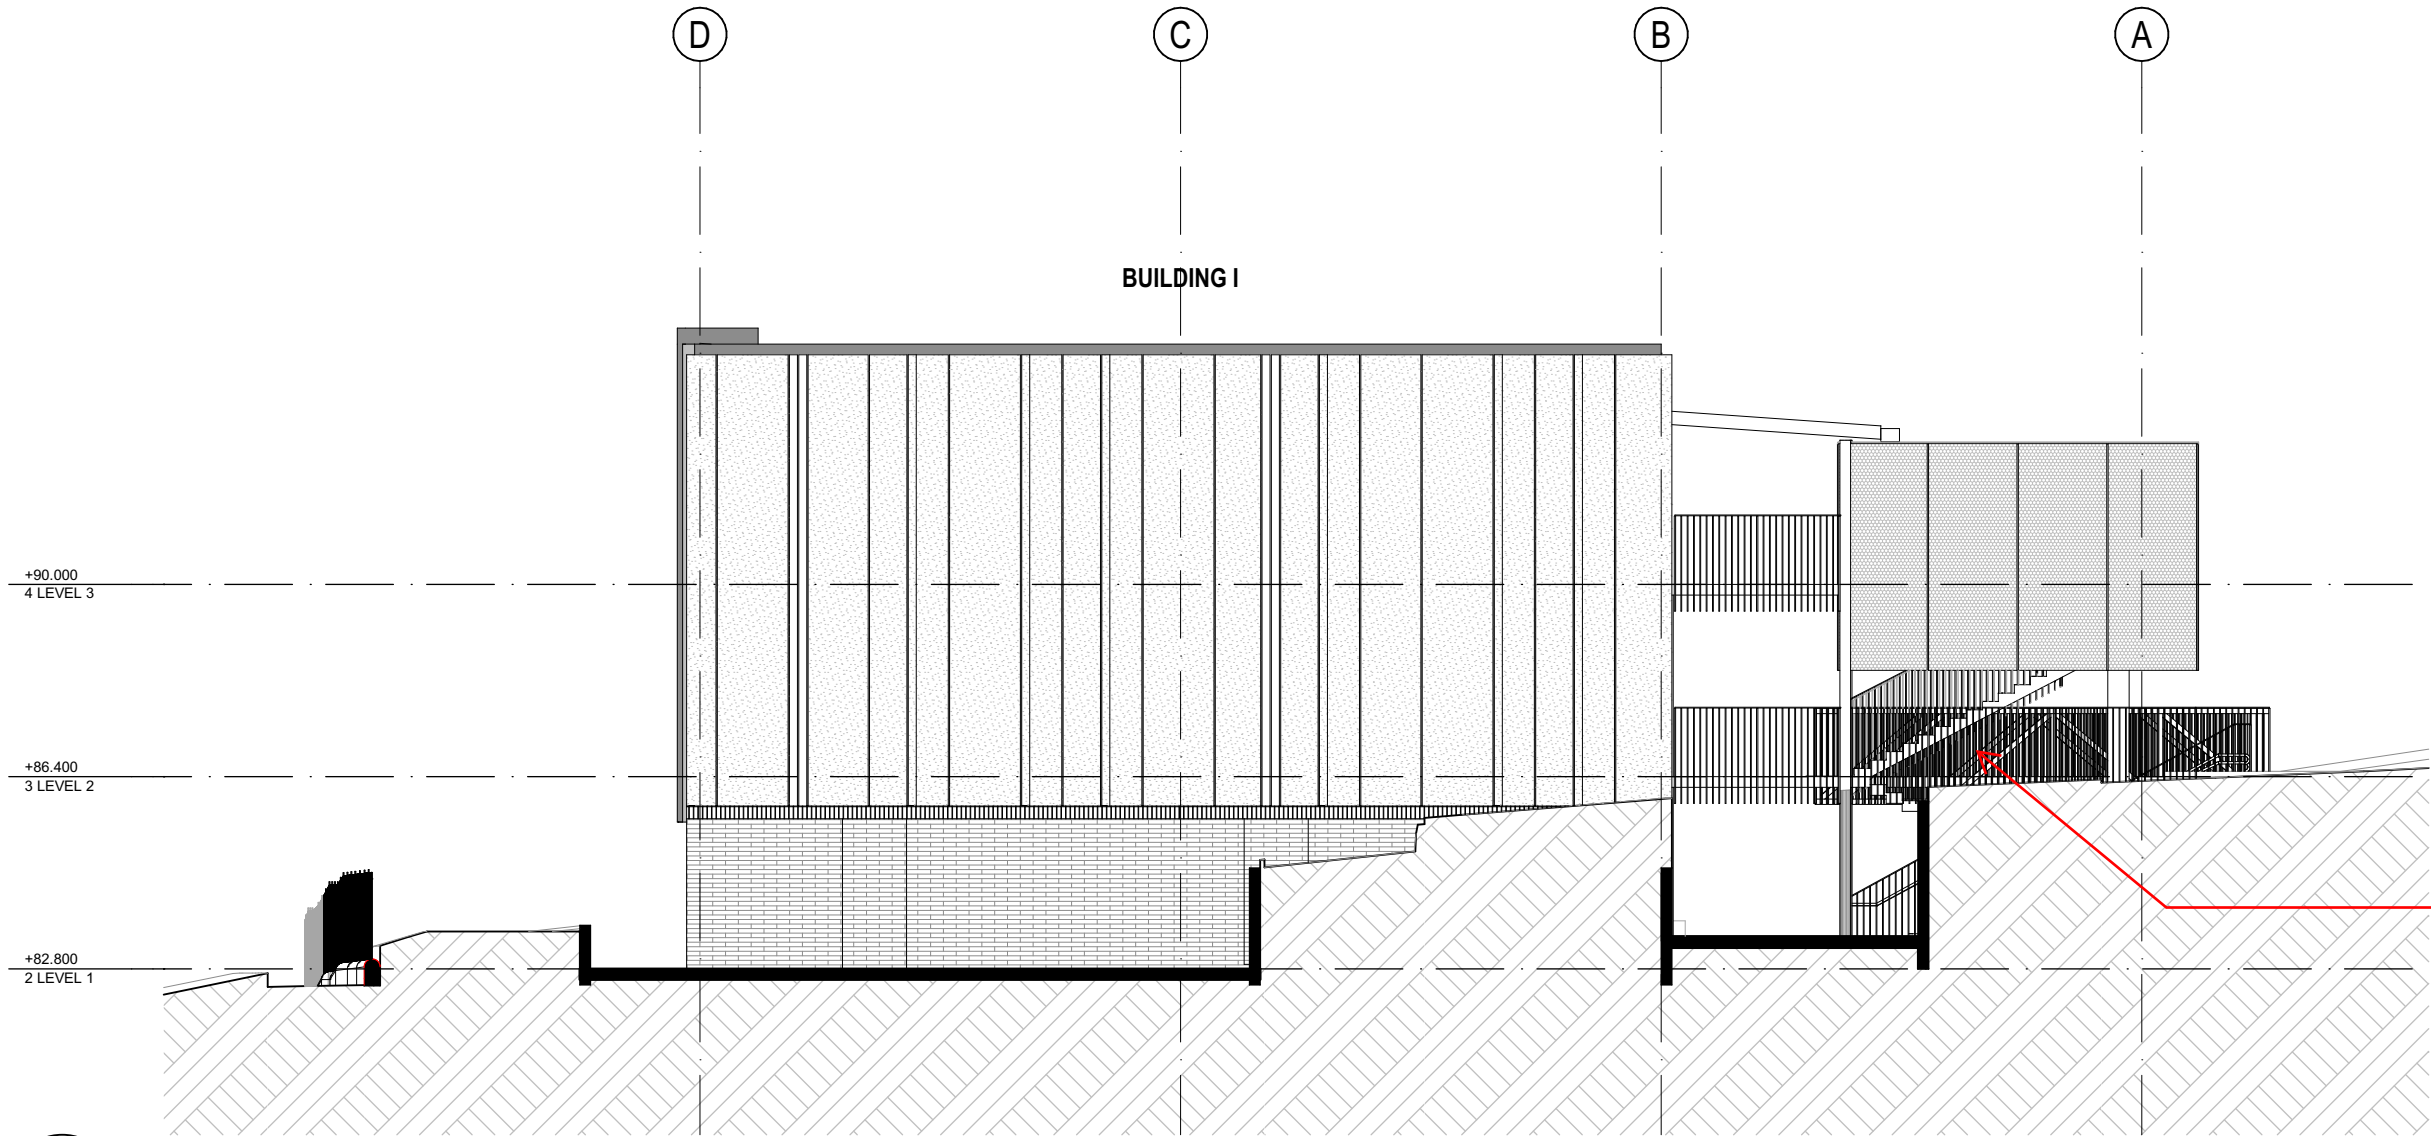 D C B A
BUILDING I
+90.000
4 LEVEL 3
+86.400
3 LEVEL 2
+82.800
2 LEVEL 1